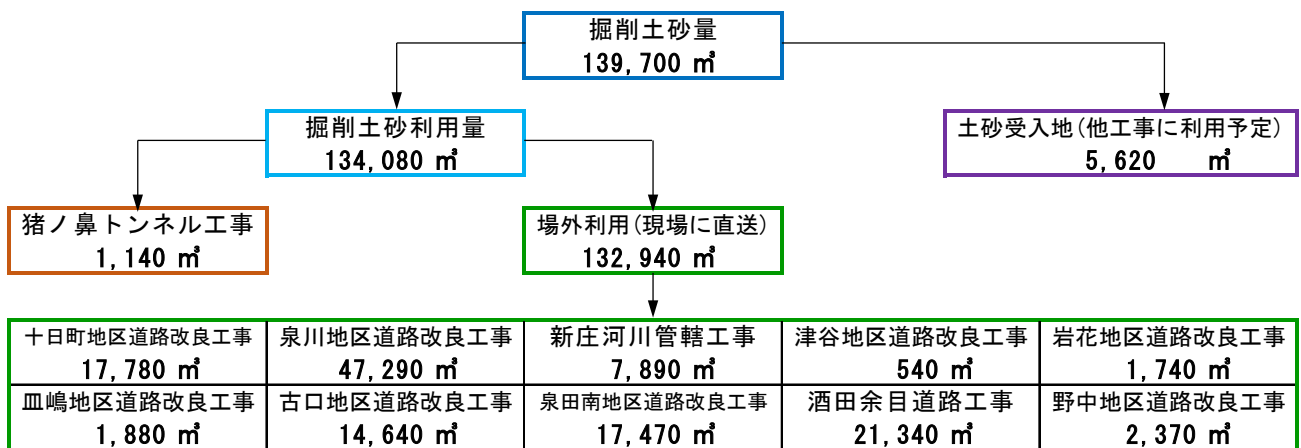 掘削土砂量
139,700 ㎥
掘削土砂利用量
134,080 ㎥
土砂受入地(他工事に利用予定)
5,620 ㎥
猪ノ鼻トンネル工事
1,140 ㎥
場外利用(現場に直送)
132,940 ㎥
十日町地区道路改良工事
17,780 ㎥
泉川地区道路改良工事
47,290 ㎥
新庄河川管轄工事
7,890 ㎥
津谷地区道路改良工事
540 ㎥
岩花地区道路改良工事
1,740 ㎥
皿嶋地区道路改良工事
1,880 ㎥
古口地区道路改良工事
14,640 ㎥
泉田南地区道路改良工事
17,470 ㎥
酒田余目道路工事
21,340 ㎥
野中地区道路改良工事
2,370 ㎥